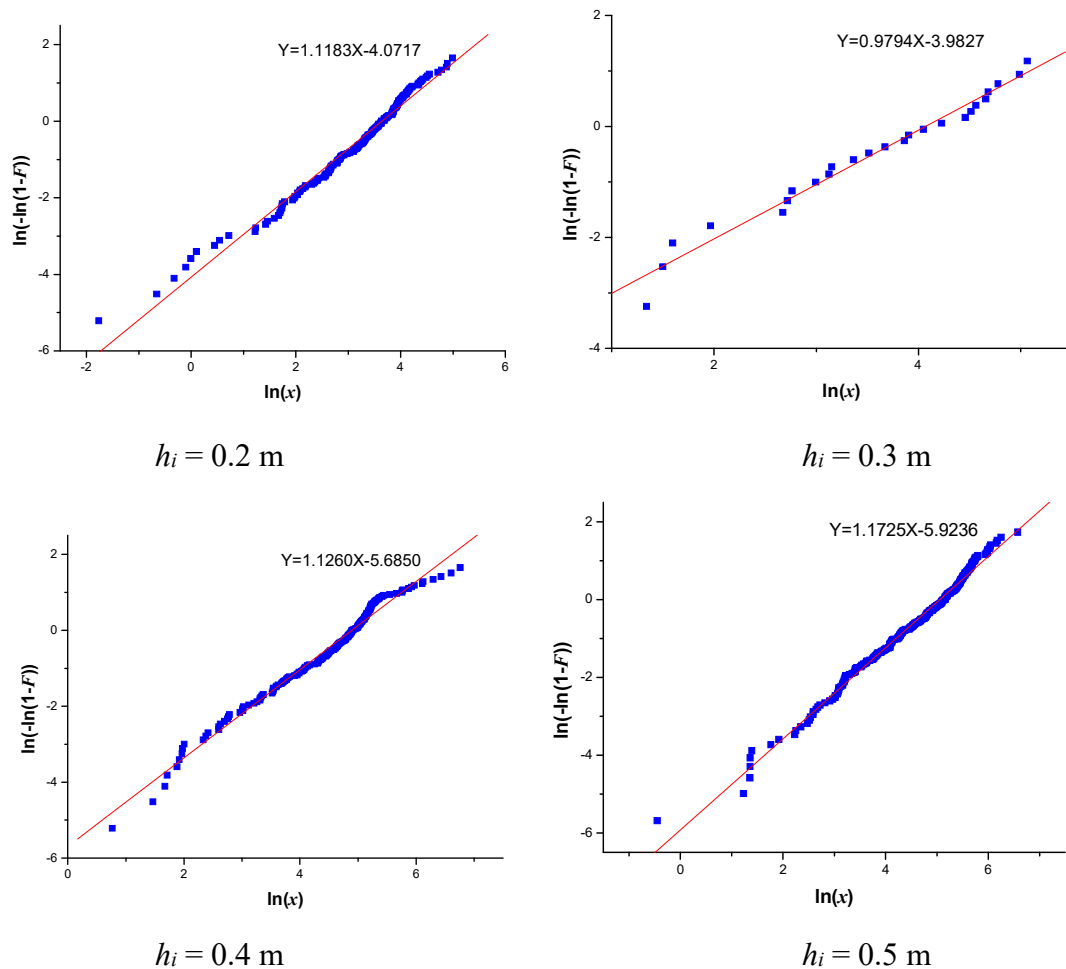 Y=1.1183X-4.0717
2
0
-2
-4
-6
-2
0
2
4
6
ln(-ln(1-F))
ln(x)
hi = 0.2 m
Y=0.9794X-3.9827
2
0
-2
-4
2
4
ln(-ln(1-F))
ln(x)
hi = 0.3 m
Y=1.1260X-5.6850
2
0
-2
-4
-6
0
2
4
6
ln(-ln(1-F))
ln(x)
hi = 0.4 m
Y=1.1725X-5.9236
2
0
-2
-4
-6
0
2
4
6
ln(-ln(1-F))
ln(x)
hi = 0.5 m